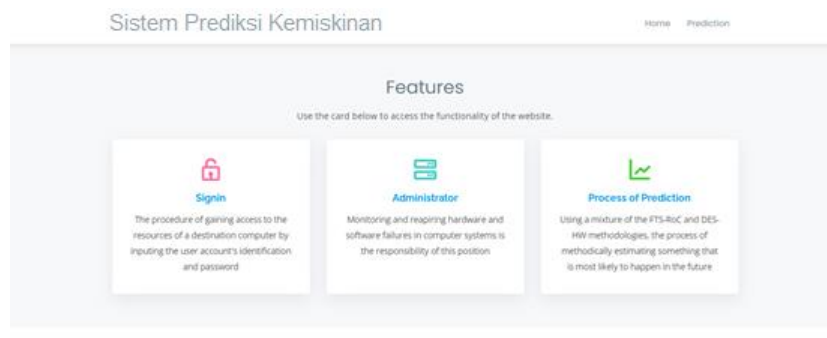 Sistem Prediksi Kemiskinan
Home Prediction
Features
Use the card below to access the functionality of the website.
Signin
The procedure of gaining access to the
resources of a destination computer by
inputing the user account's identification
and password
Administrator
Monitoring and reapiring hardware and
software failures in computer systems is
the responsibility of this position
Process of Prediction
Using a mixture of the FTS-RoC and DES-
HW methodologies, the process of
methodically estimating something that
is most likely to happen in the future